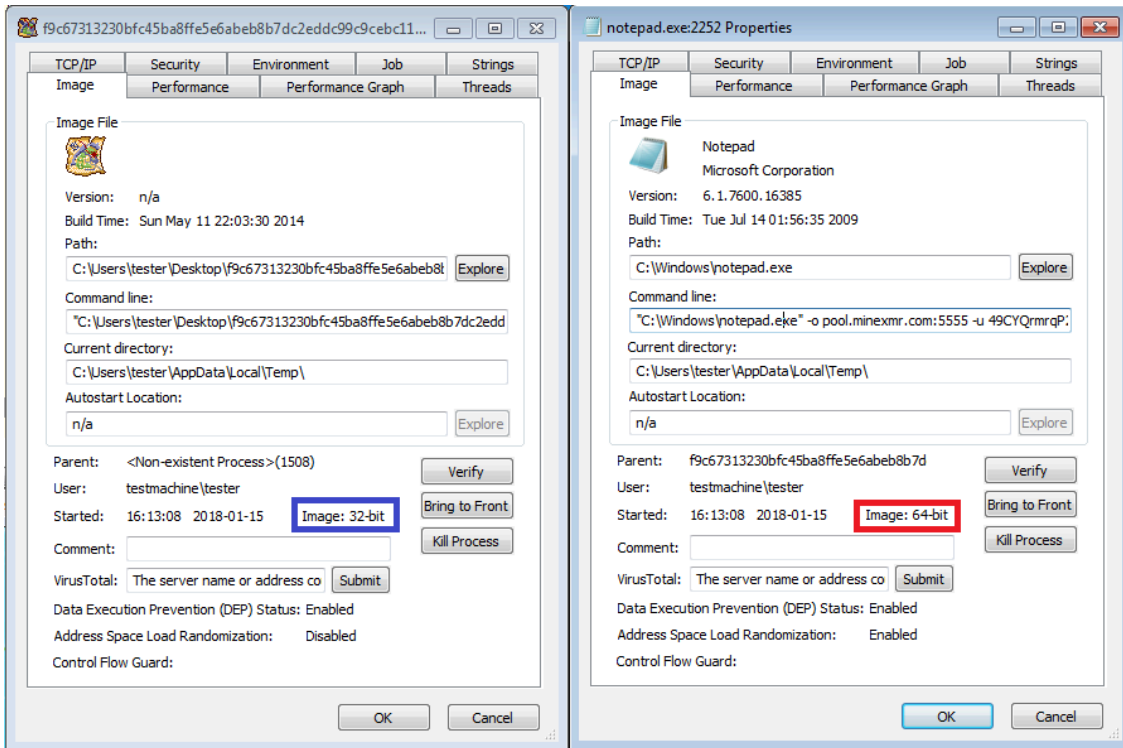 f9c67313230bfc45ba8ffe5e6abeb8b7dc2eddc99c9cebc11...
TCP/IP Security Environment Job Strings
Image Performance Performance Graph Threads
Image File
Version: n/a
Build Time: Sun May 11 22:03:30 2014
Path:
C:\Users\tester\Desktop\f9c67313230bfc45ba8ffe5e6abeb8b Explore
Command line:
"C:\Users\tester\Desktop\f9c67313230bfc45ba8ffe5e6abeb8b7dc2edd
Current directory:
C:\Users\tester\AppData\Local\Temp\
Autostart Location:
n/a Explore
Parent: <Non-existent Process>(1508)
Verify
User: testmachine\tester
Started: 16:13:08 2018-01-15 Image: 32-bit Bring to Front
Comment: Kill Process
VirusTotal: The server name or address co Submit
Data Execution Prevention (DEP) Status: Enabled
Address Space Load Randomization: Disabled
Control Flow Guard:
OK Cancel
notepad.exe:2252 Properties
TCP/IP Security Environment Job Strings
Image Performance Performance Graph Threads
Image File
Notepad
Microsoft Corporation
Version: 6.1.7600.16385
Build Time: Tue Jul 14 01:56:35 2009
Path:
C:\Windows\notepad.exe Explore
Command line:
"C:\Windows\notepad.exe" -o pool.minexmr.com:5555 -u 49CYQrmrqP
Current directory:
C:\Users\tester\AppData\Local\Temp\
Autostart Location:
n/a Explore
Parent: f9c67313230bfc45ba8ffe5e6abeb8b7d
Verify
User: testmachine\tester
Started: 16:13:08 2018-01-15 Image: 64-bit Bring to Front
Comment: Kill Process
VirusTotal: The server name or address co Submit
Data Execution Prevention (DEP) Status: Enabled
Address Space Load Randomization: Enabled
Control Flow Guard:
OK Cancel